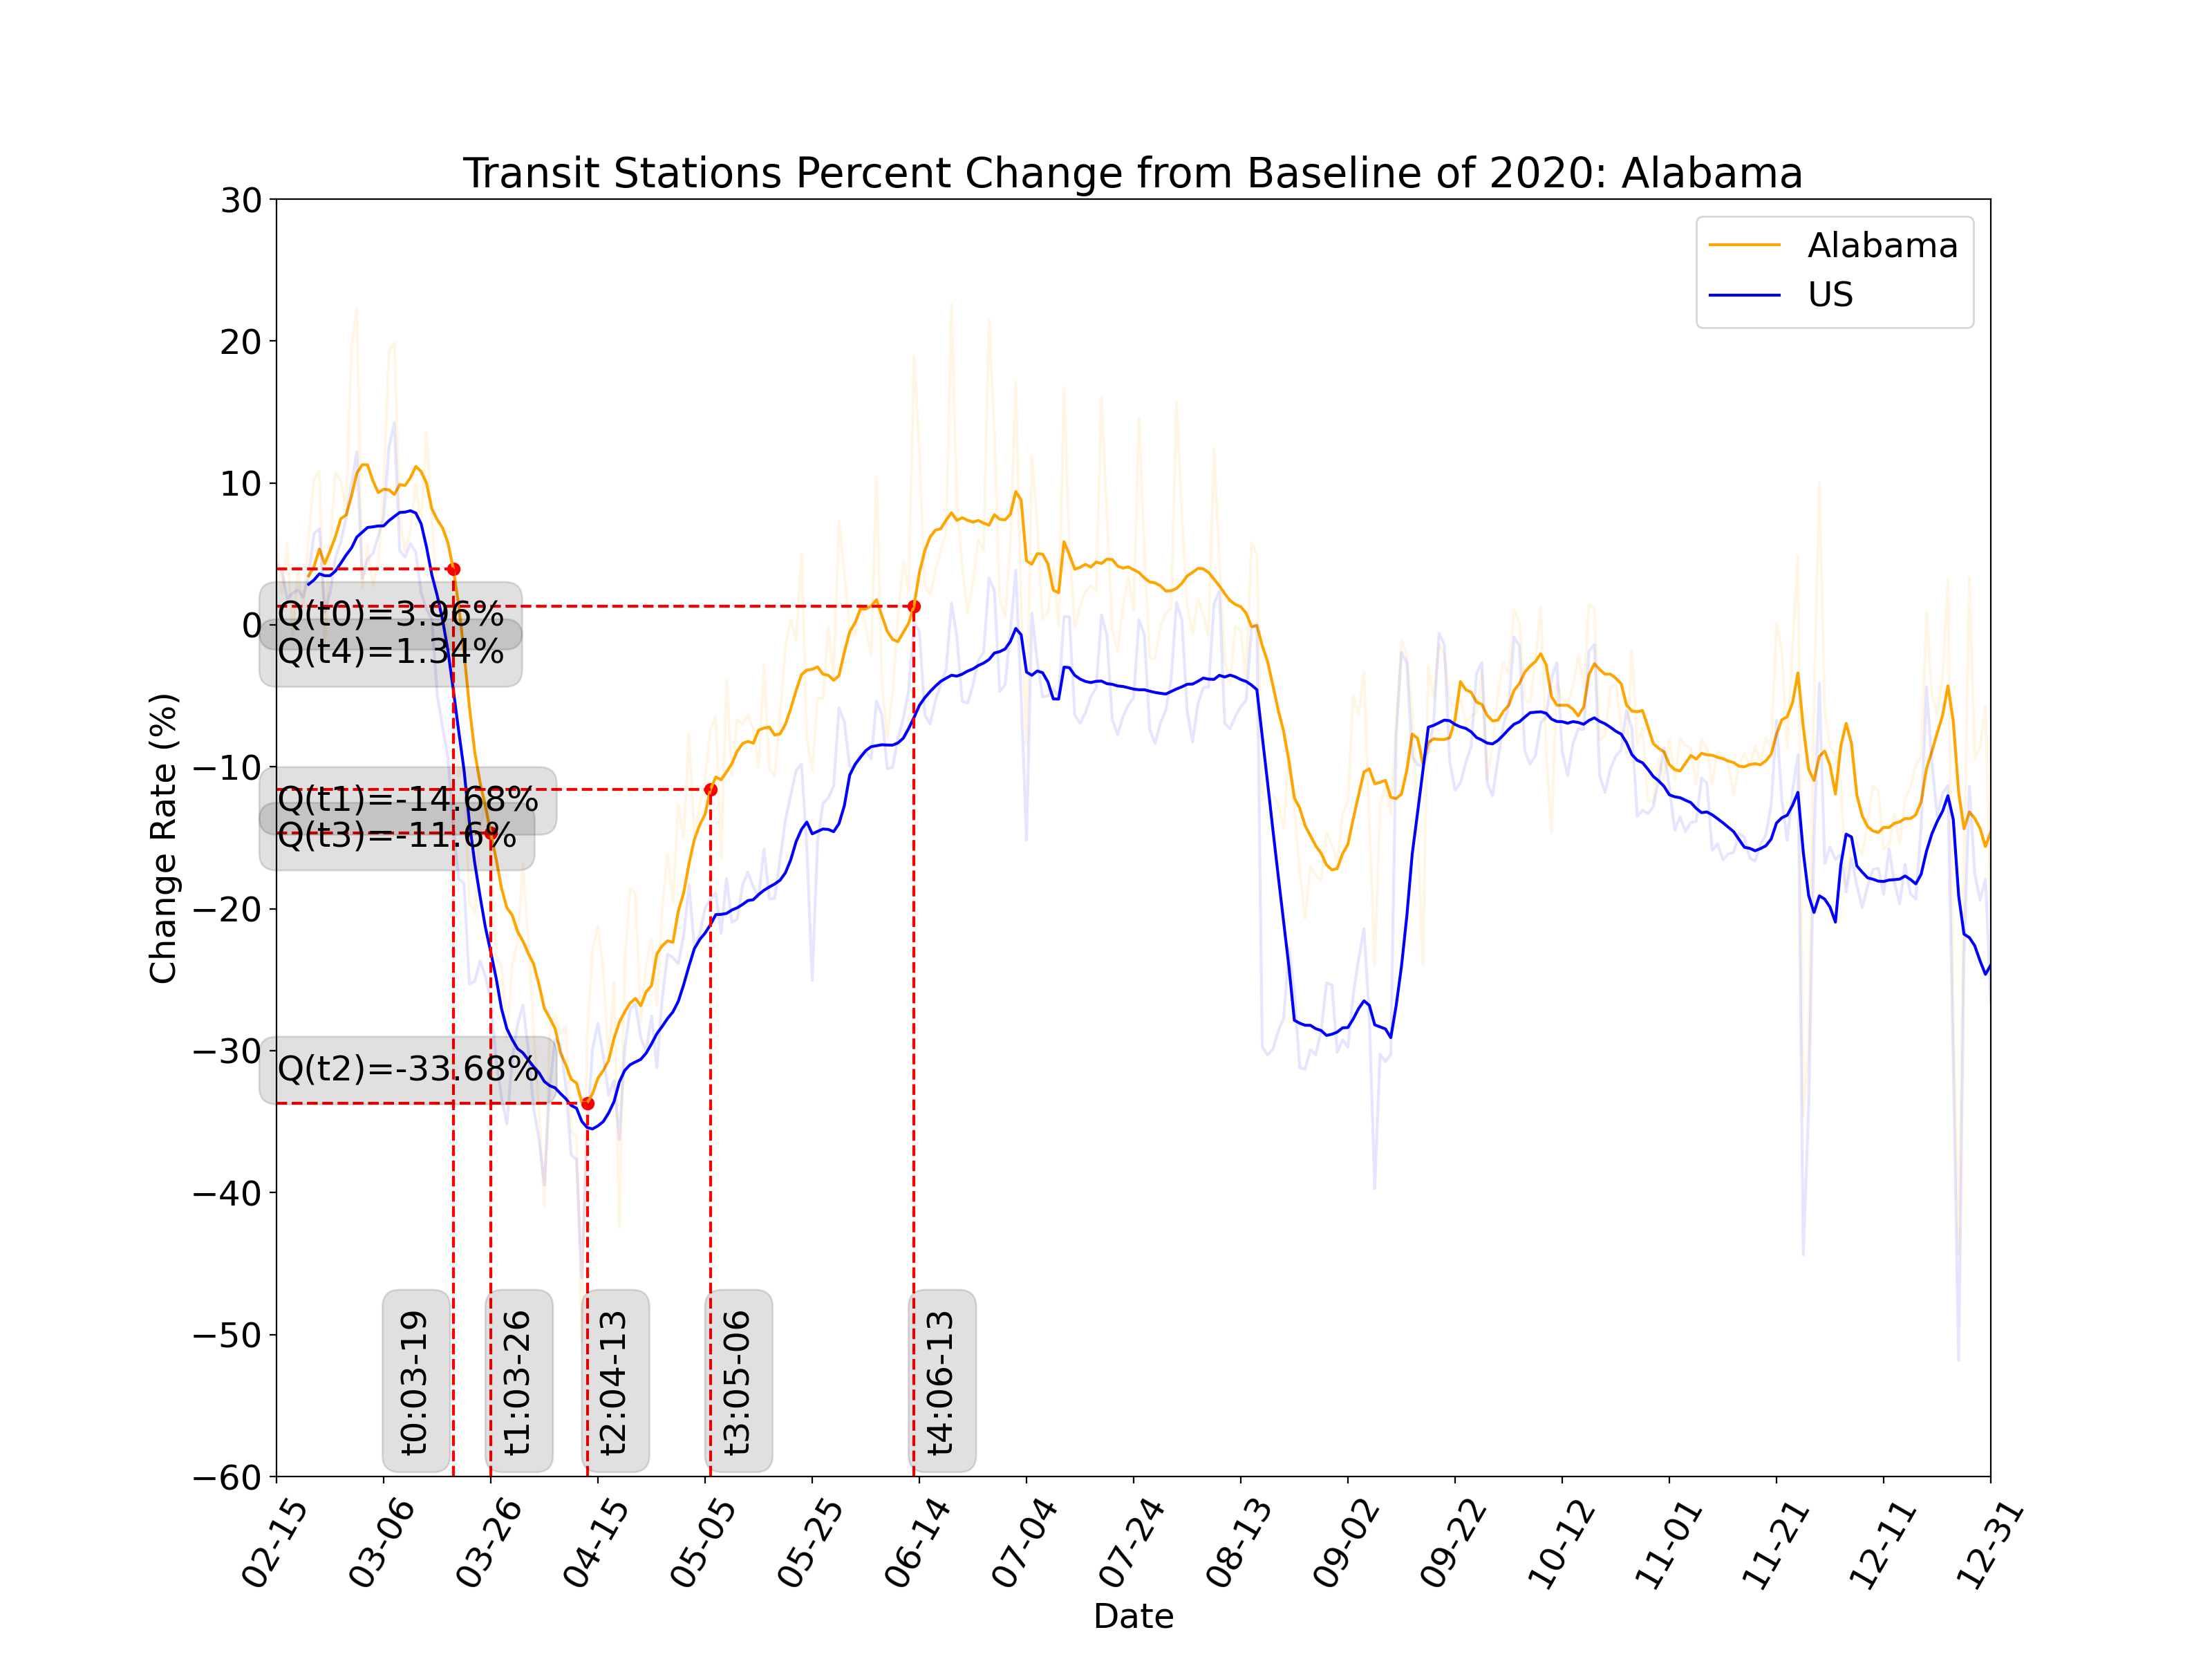 Transit Stations Percent Change from Baseline of 2020: Alabama
Alabama
US
Change Rate (%)
30
20
10
0
−10
−20
−30
−40
−50
−60
Q(t0)=3.96%
Q(t4)=1.34%
Q(t1)=-14.68%
Q(t3)=-11.6%
Q(t2)=-33.68%
t0:03-19
t1:03-26
t2:04-13
t3:05-06
t4:06-13
02-15
03-06
03-26
04-15
05-05
05-25
06-14
07-04
07-24
08-13
09-02
09-22
10-12
11-01
11-21
12-11
12-31
Date